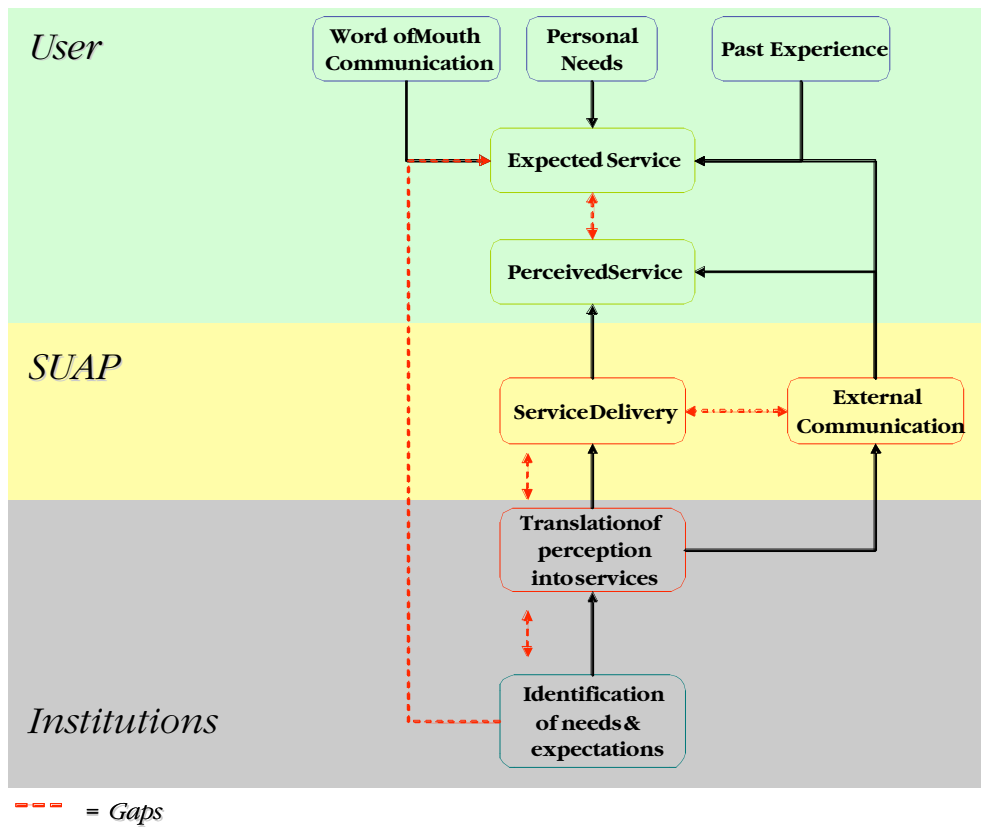 User
Word ofMouth
Communication
Personal
Needs
Past Experience
Expected Service
PerceivedService
SUAP
ServiceDelivery
External
Communication
Translationof
perception
intoservices
Institutions
Identification
of needs &
expectations
= Gaps